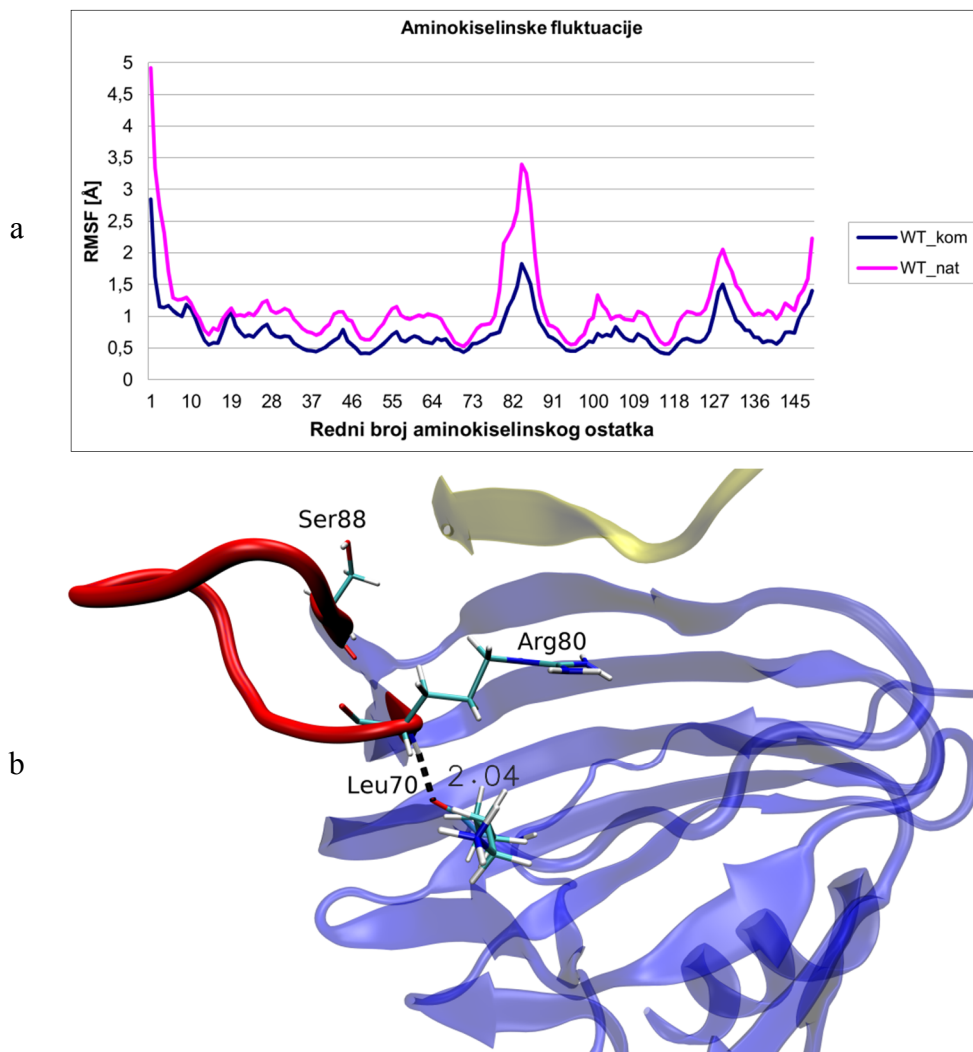 Aminokiselinske fluktuacije
5
4,5
4
3,5
3
2,5
2
1,5
1
0,5
0
RMSF [Å]
1 10 19 28 37 46 55 64 73 82 91 100 109 118 127 136 145
Redni broj aminokiselinskog ostatka
WT_kom
WT_nat
a
Ser88
Arg80
Leu70
2.04
b